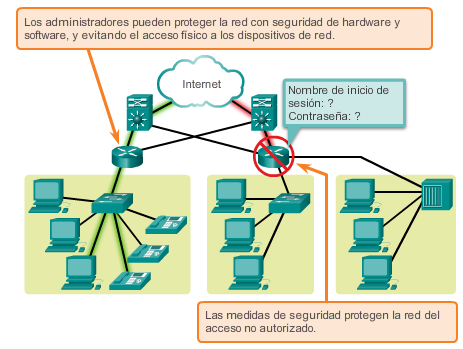 Los administradores pueden proteger la red con seguridad de hardware y
software, y evitando el acceso físico a los dispositivos de red.
Internet
Nombre de inicio de
sesión: ?
Contraseña: ?
Las medidas de seguridad protegen la red del
acceso no autorizado.